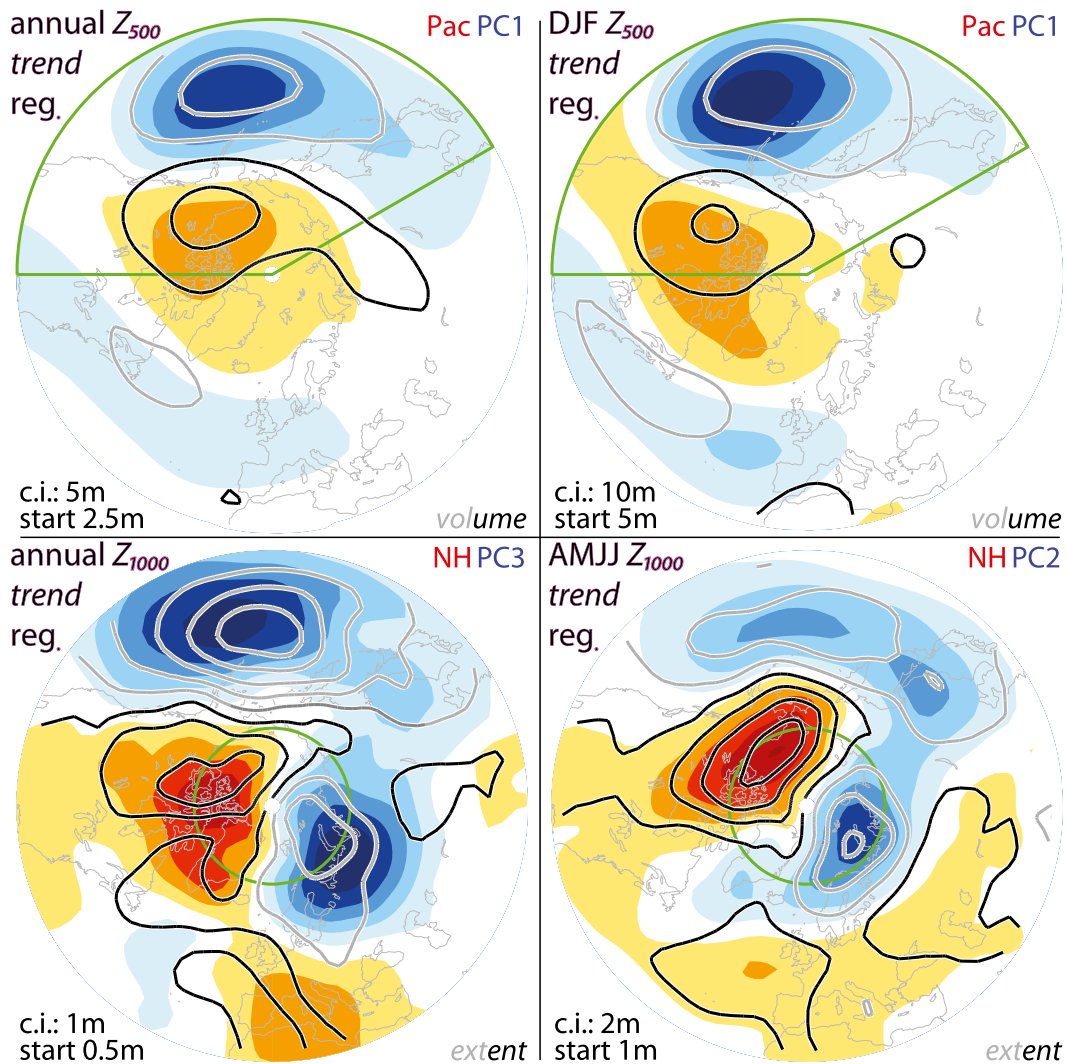 annual Z500 Pac PC1
trend
reg.
c.i.: 5m
start 2.5m volume
DJF Z500 Pac PC1
trend
reg.
c.i.: 10m
start 5m volume
annual Z1000 NH PC3
trend
reg.
c.i.: 1m
start 0.5m extent
AMJJ Z1000 NH PC2
trend
reg.
c.i.: 2m
start 1m extent